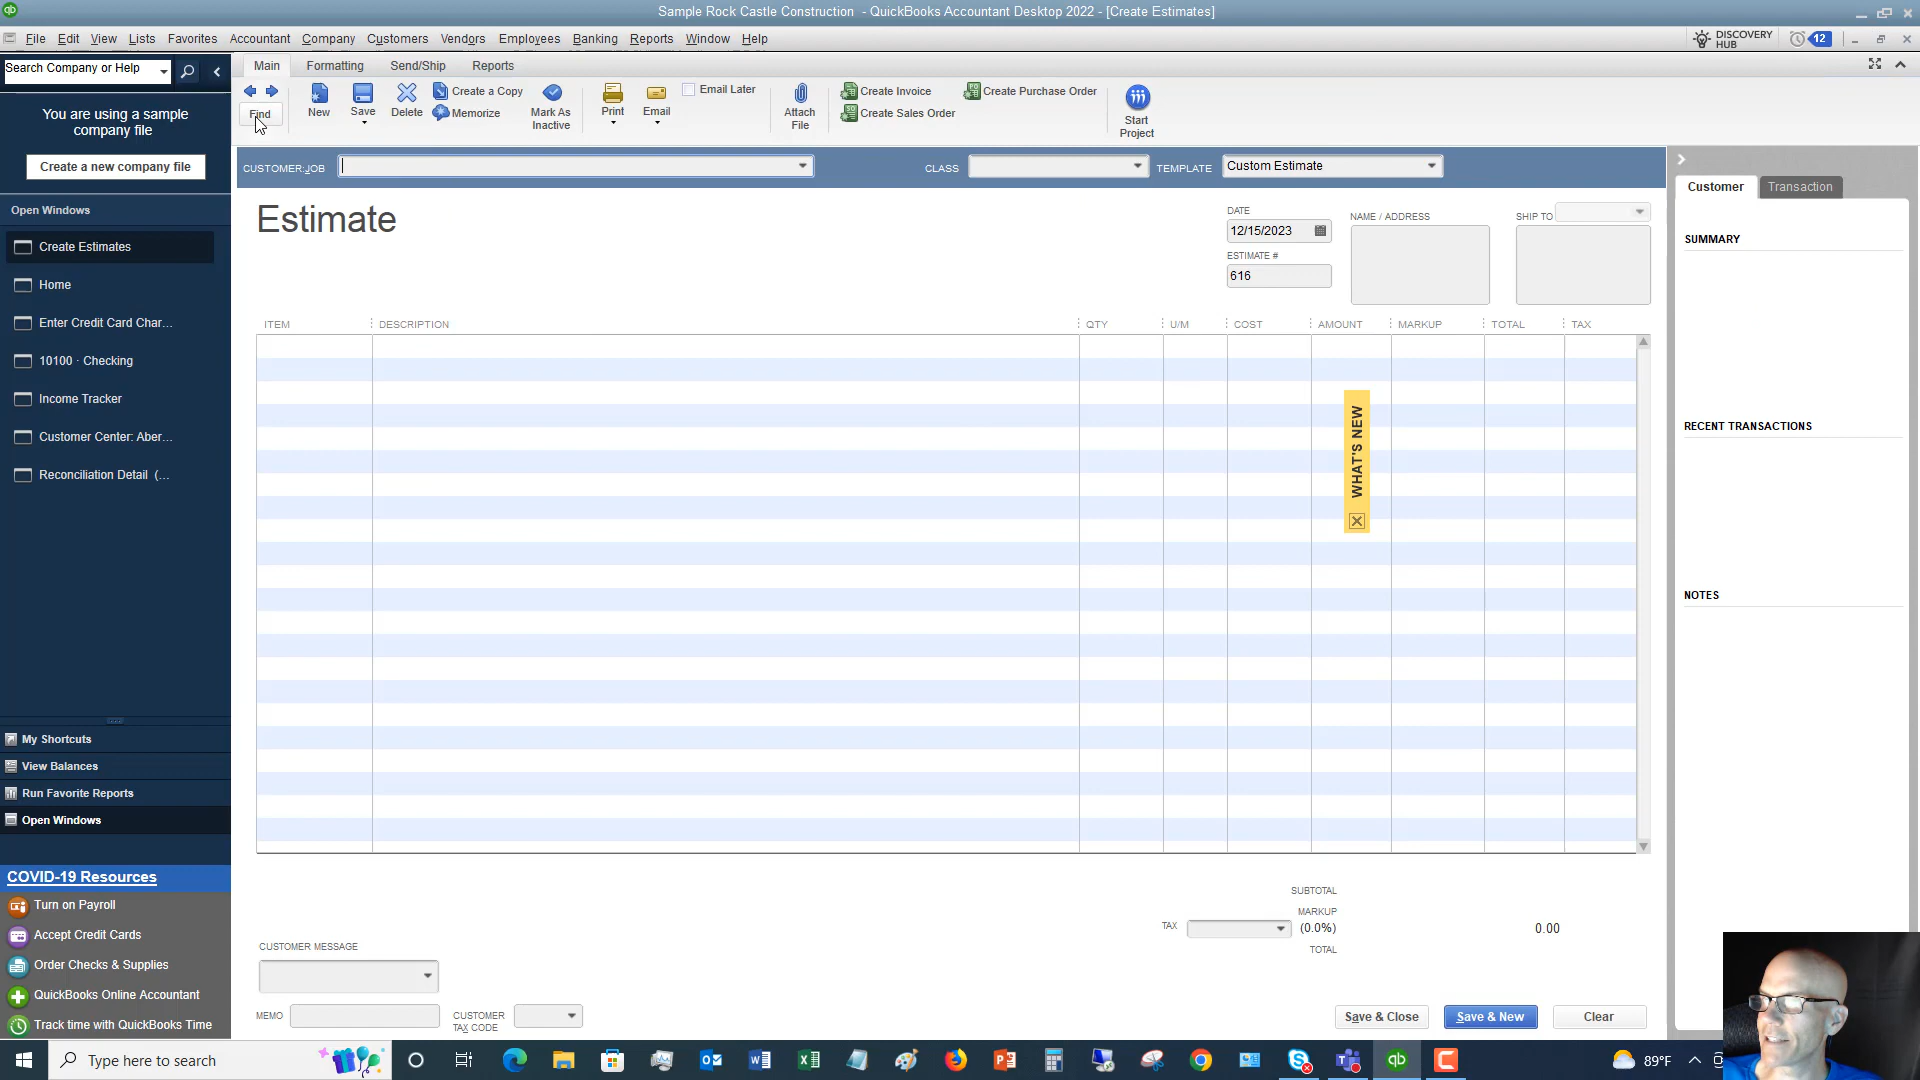 Sample Rock Castle Construction - QuickBooks Accountant Desktop 2022 - [Create Estimates]
File Edit View Lists Favorites Accountant Company Customers Vendors Employees Banking Reports Window Help
DISCOVERY HUB 12
Search Company or Help
Main Formatting Send/Ship Reports
Find
New
Save
Delete
Create a Copy
Memorize
Mark As Inactive
Print
Email
Email Later
Attach File
Create Invoice
Create Sales Order
Create Purchase Order
Start Project
You are using a sample
company file
Create a new company file
Open Windows
Create Estimates
Home
Enter Credit Card Char...
10100 · Checking
Income Tracker
Customer Center: Aber...
Reconciliation Detail (...
My Shortcuts
View Balances
Run Favorite Reports
Open Windows
COVID-19 Resources
Turn on Payroll
Accept Credit Cards
Order Checks & Supplies
QuickBooks Online Accountant
Track time with QuickBooks Time
CUSTOMER:JOB
CLASS
TEMPLATE Custom Estimate
Estimate
DATE
12/15/2023
ESTIMATE #
616
NAME / ADDRESS
SHIP TO
ITEM DESCRIPTION QTY U/M COST AMOUNT MARKUP TOTAL TAX
WHAT'S NEW
SUBTOTAL
MARKUP
TAX (0.0%) 0.00
TOTAL
CUSTOMER MESSAGE
MEMO
CUSTOMER
TAX CODE
Save & Close Save & New Clear
Customer Transaction
SUMMARY
RECENT TRANSACTIONS
NOTES
Type here to search
89°F